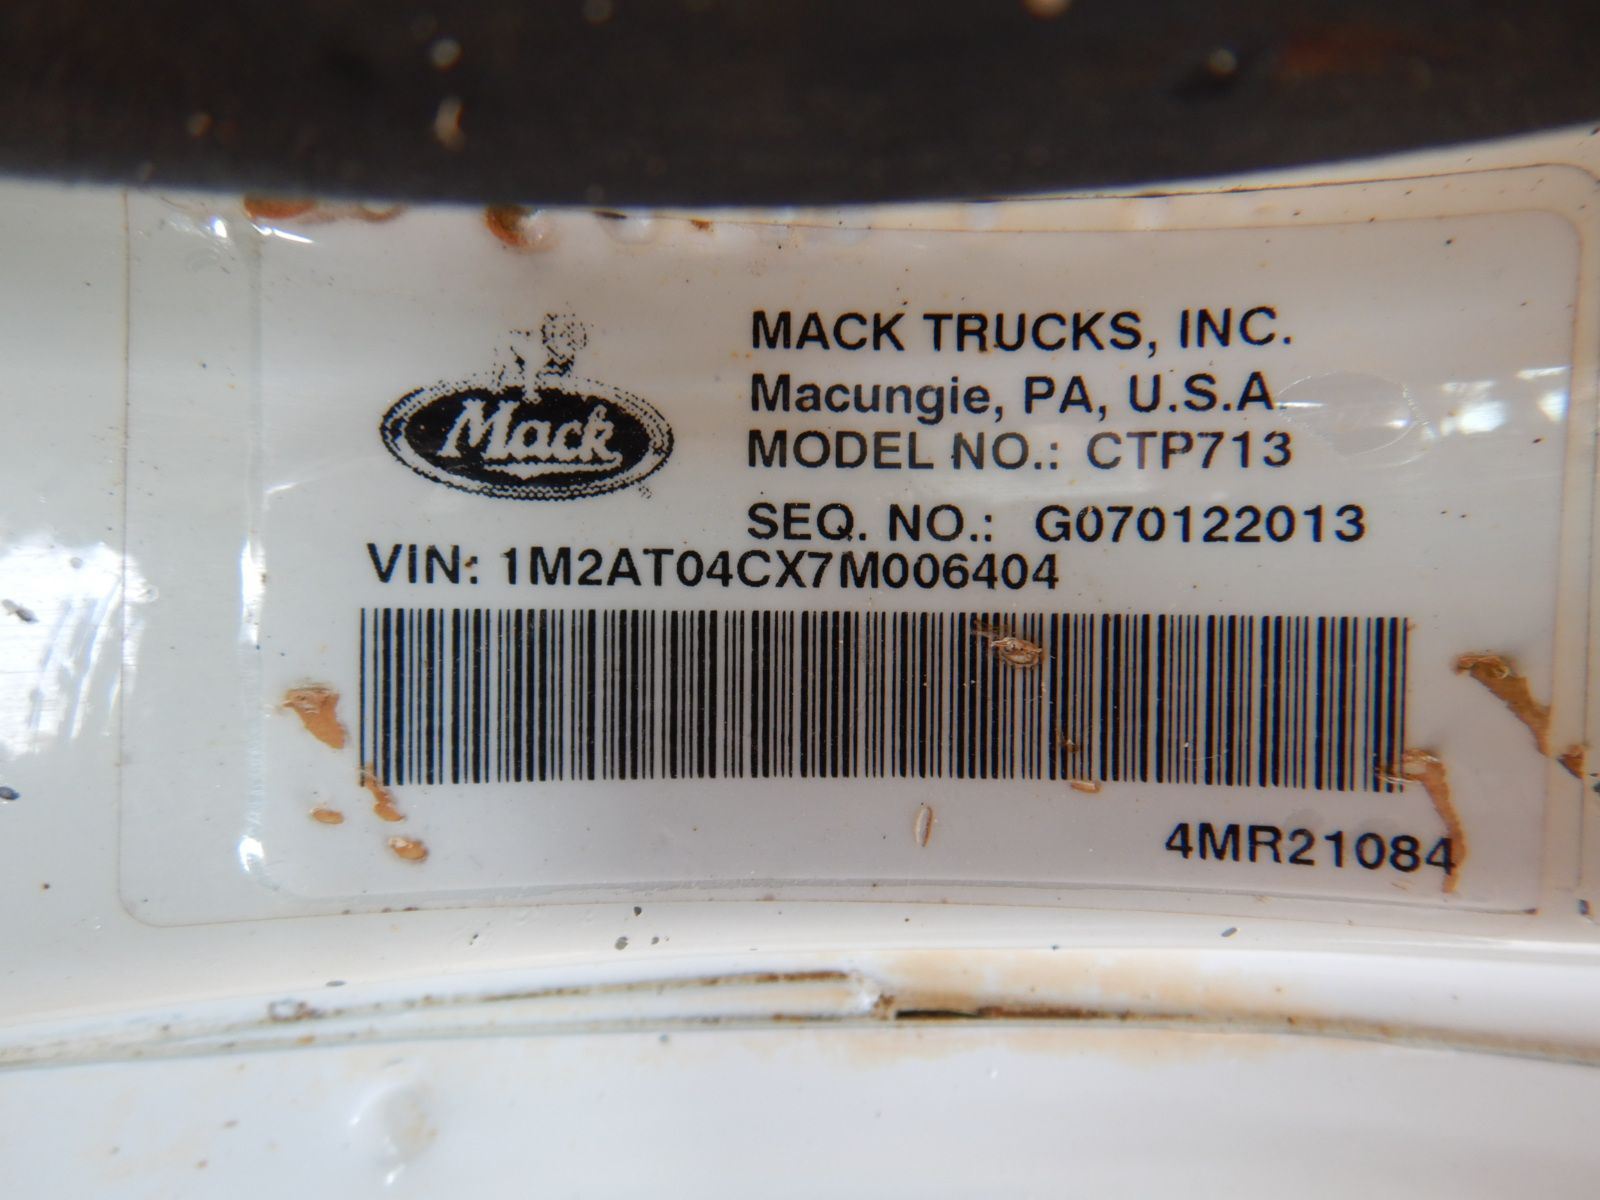 Mack
MACK TRUCKS, INC.
Macungie, PA, U.S.A.
MODEL NO.: CTP713
SEQ. NO.: G070122013
VIN: 1M2AT04CX7M006404
4MR21084